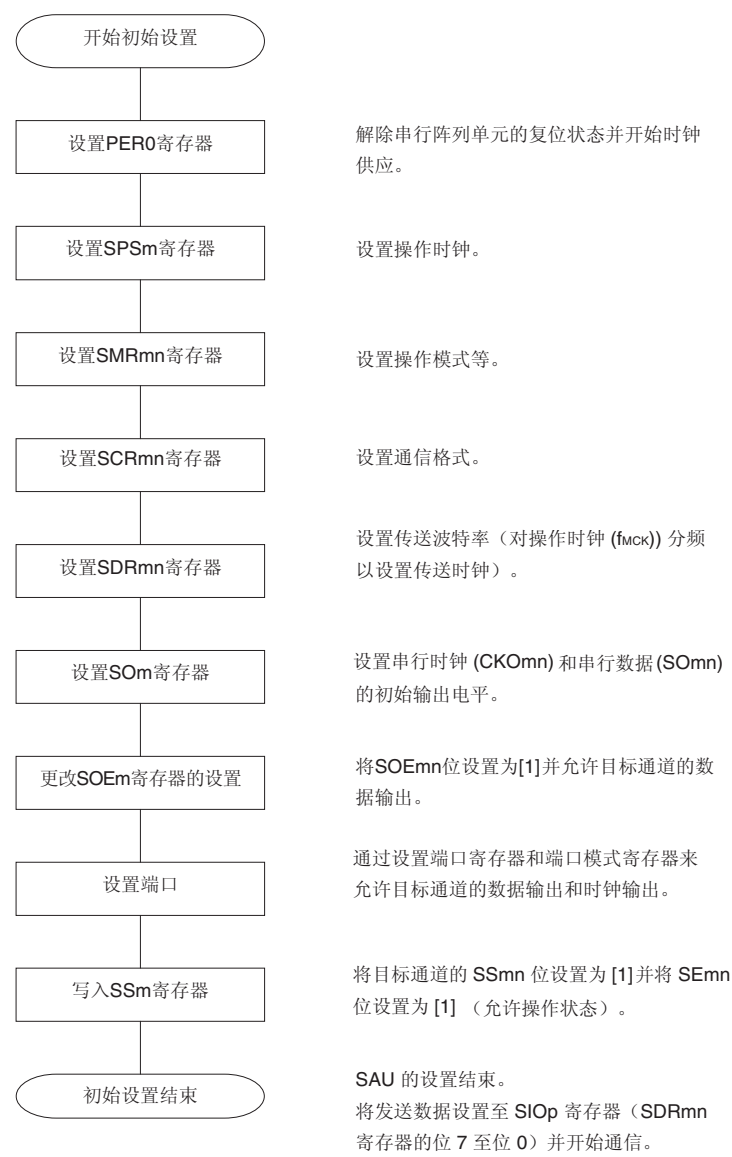 开始初始设置
设置PER0寄存器
解除串行阵列单元的复位状态并开始时钟
供应。
设置SPSm寄存器
设置操作时钟。
设置SMRmn寄存器
设置操作模式等。
设置SCRmn寄存器
设置通信格式。
设置SDRmn寄存器
设置传送波特率（对操作时钟 (fMCK)) 分频
以设置传送时钟）。
设置SOm寄存器
设置串行时钟 (CKOmn) 和串行数据 (SOmn)
的初始输出电平。
更改SOEm寄存器的设置
将SOEmn位设置为[1]并允许目标通道的数
据输出。
设置端口
通过设置端口寄存器和端口模式寄存器来
允许目标通道的数据输出和时钟输出。
写入SSm寄存器
将目标通道的 SSmn 位设置为 [1]并将 SEmn
位设置为 [1] （允许操作状态）。
初始设置结束
SAU 的设置结束。
将发送数据设置至 SIOp 寄存器（SDRmn
寄存器的位 7 至位 0）并开始通信。